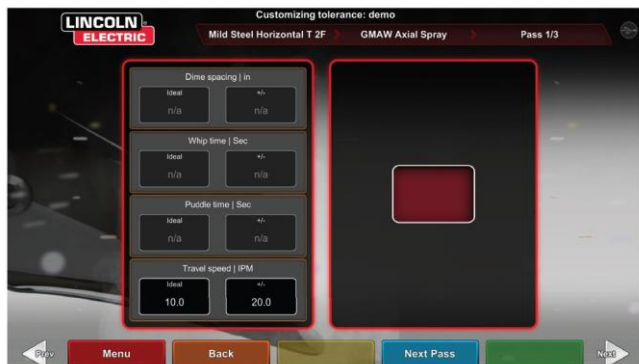 Customizing tolerance: demo
LINCOLN
ELECTRIC
Mild Steel Horizontal T 2F GMAW Axial Spray Pass 1/3
Dime spacing | in
Ideal +/-
n/a n/a
Whip time | Sec
Ideal +/-
n/a n/a
Puddle time | Sec
Ideal +/-
n/a n/a
Travel speed | IPM
Ideal +/-
10.0 20.0
Prev Menu Back Next Pass Next